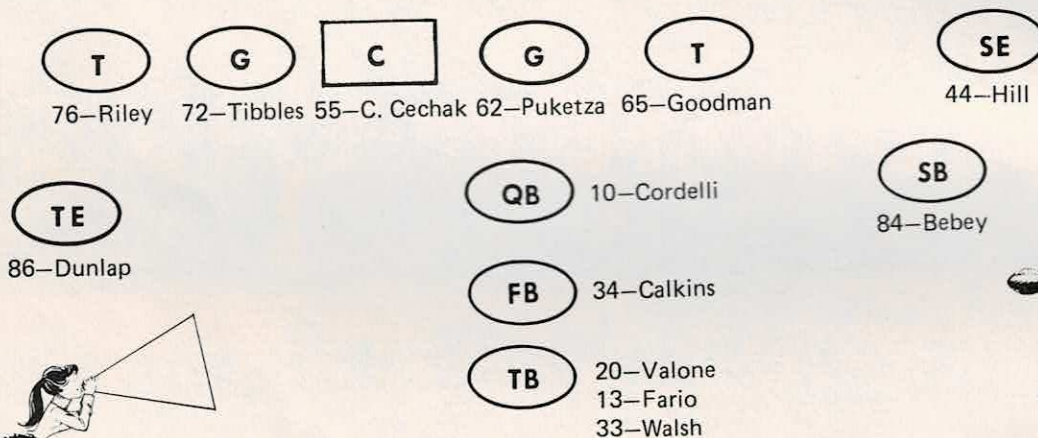 T G C G T SE
76—Riley 72—Tibbles 55—C. Cechak 62—Puketza 65—Goodman 44—Hill
QB 10—Cordelli SB
TE 84—Bebey
86—Dunlap
FB 34—Calkins
TB 20—Valone
13—Fario
33—Walsh